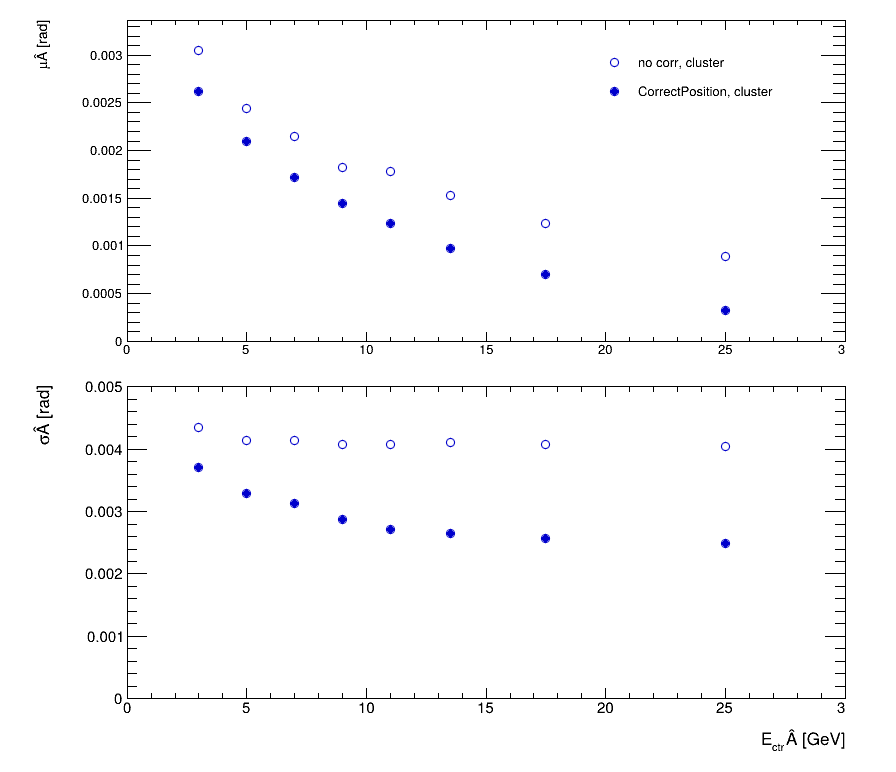 μÂ [rad]
0.003
0.0025
0.002
0.0015
0.001
0.0005
0
no corr, cluster
CorrectPosition, cluster
0 5 10 15 20 25 3
σÂ [rad]
0.005
0.004
0.003
0.002
0.001
0
0 5 10 15 20 25 3
E_ctr Â [GeV]